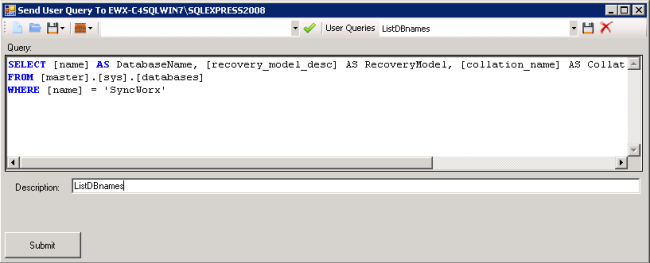 Send User Query To EWX-C4SQLWIN7\SQLEXPRESS2008
User Queries ListDBnames
Query:
SELECT [name] AS DatabaseName, [recovery_model_desc] AS RecoveryModel, [collation_name] AS Collat
FROM [master].[sys].[databases]
WHERE [name] = 'SyncWorx'
Description: ListDBnames
Submit